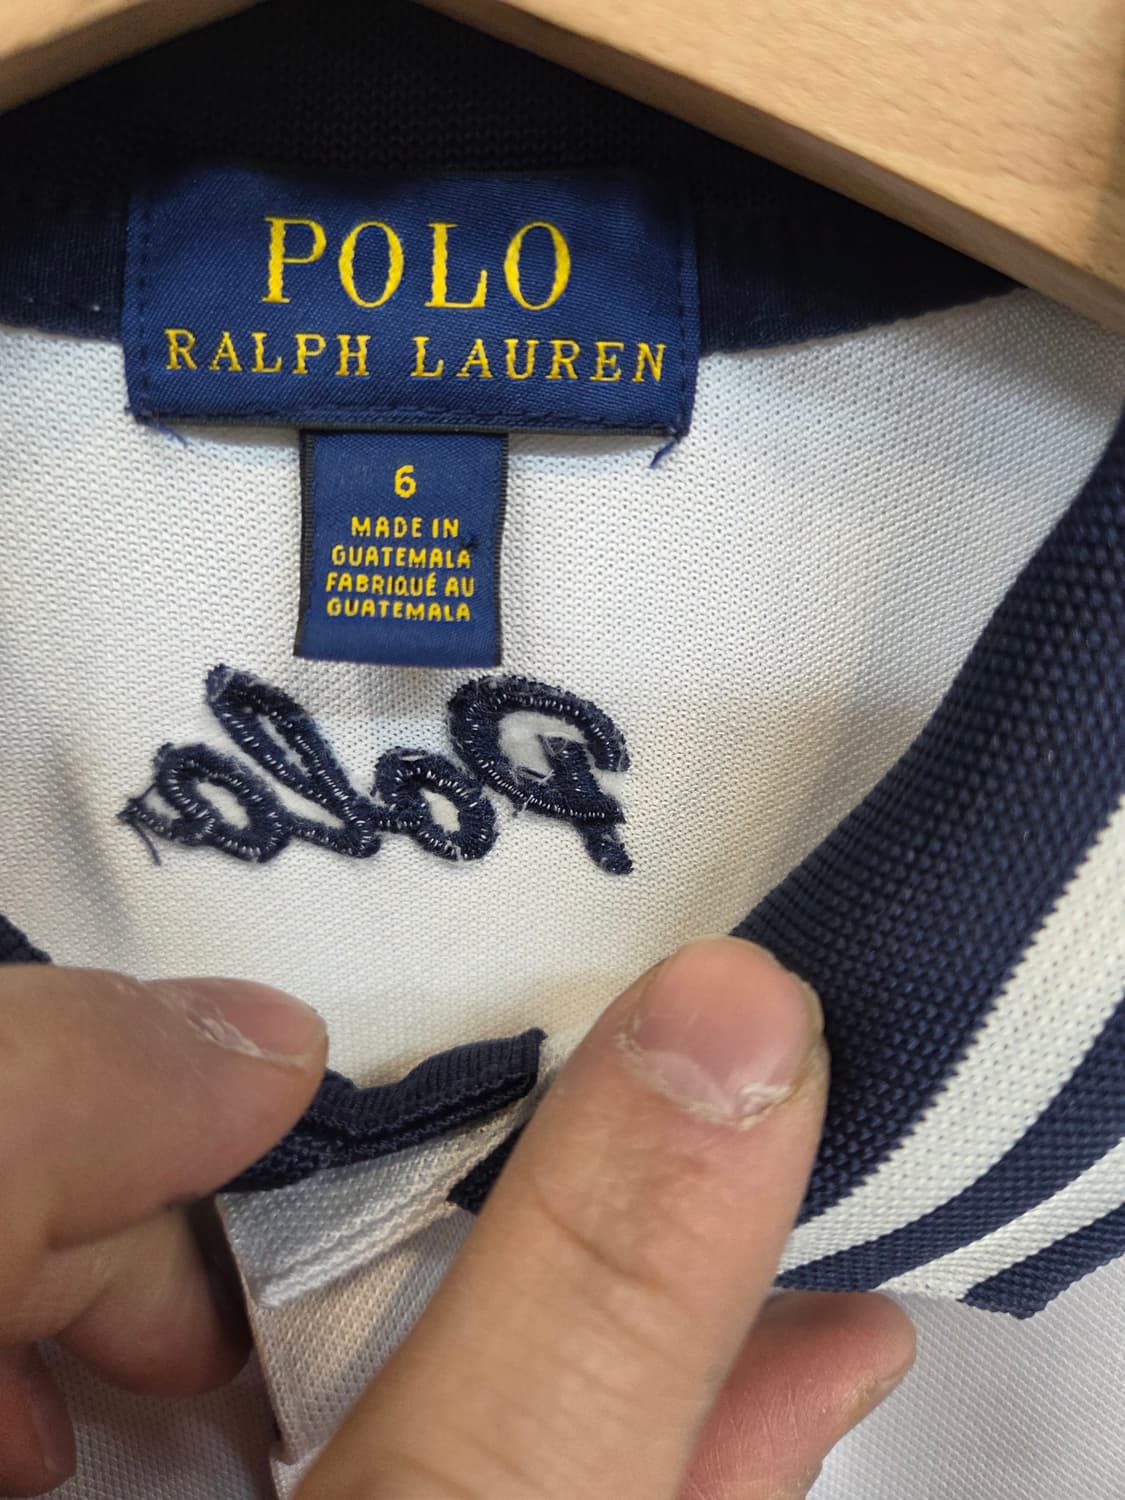 POLO
RALPH LAUREN
6
MADE IN
GUATEMALA
FABRIQUÉ AU
GUATEMALA
Polo